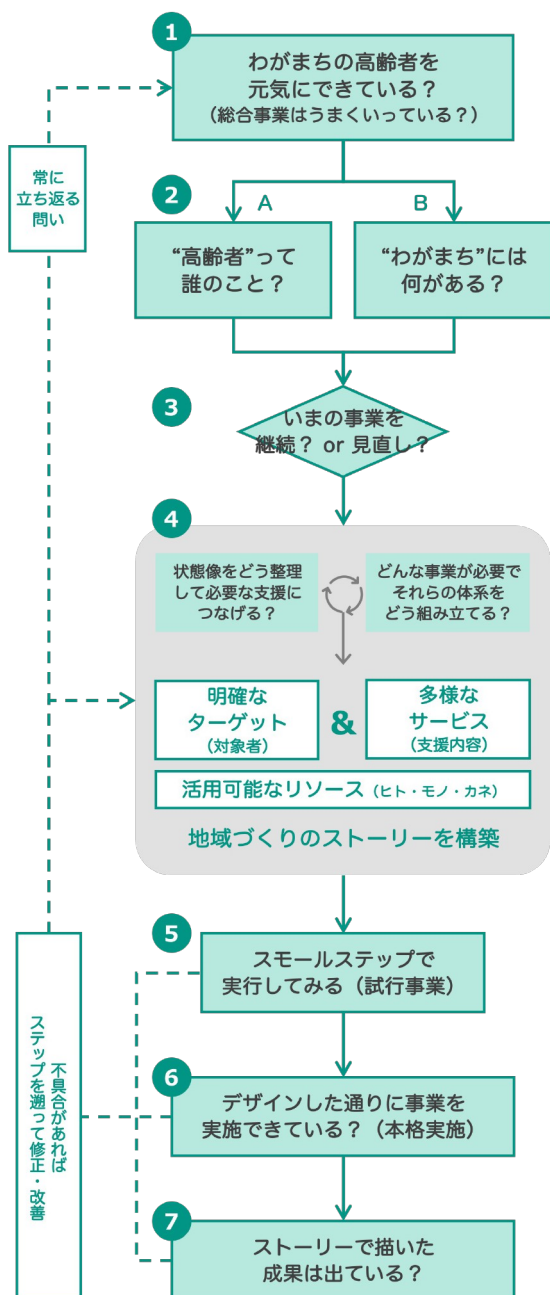 1
わがまちの高齢者を
元気にできている？
（総合事業はうまくいっている？）
常に
立ち返る
問い
2
A
B
“高齢者”って
誰のこと？
“わがまち”には
何がある？
3
いまの事業を
継続？ or 見直し？
4
状態像をどう整理
して必要な支援に
つなげる？
どんな事業が必要で
それらの体系を
どう組み立てる？
明確な
ターゲット
（対象者）
&
多様な
サービス
（支援内容）
活用可能なリソース（ヒト・モノ・カネ）
地域づくりのストーリーを構築
5
スモールステップで
実行してみる（試行事業）
不具合があれば
ステップを遡って修正・改善
6
デザインした通りに事業を
実施できている？（本格実施）
7
ストーリーで描いた
成果は出ている？